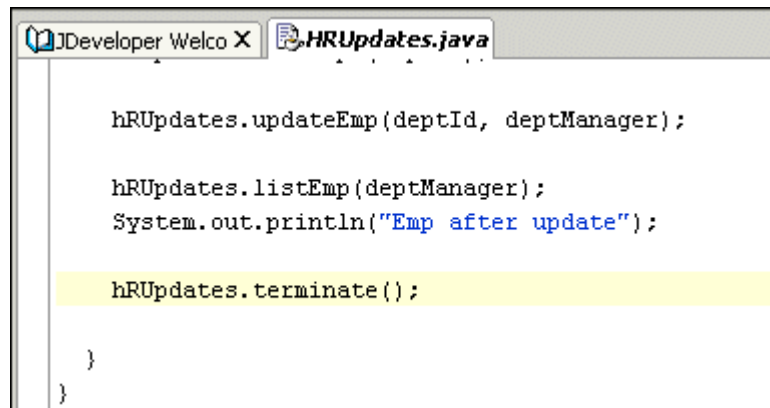 JDeveloper Welco X HRUpdates.java
hRUpdates.updateEmp(deptId, deptManager);
hRUpdates.listEmp(deptManager);
System.out.println("Emp after update");
hRUpdates.terminate();
}
}